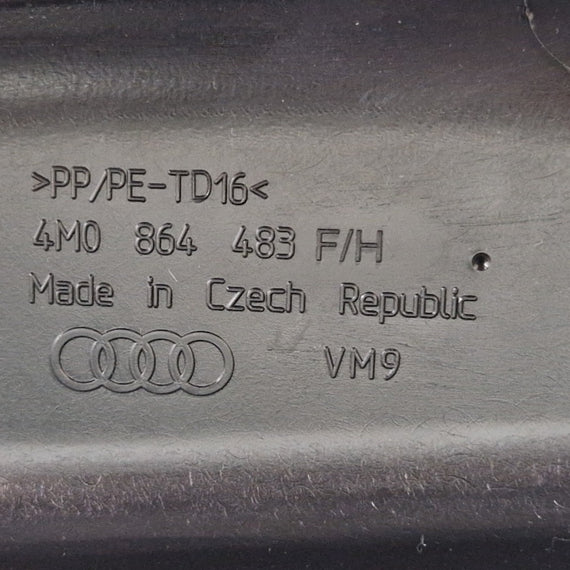 >PP/PE-TD16<
4M0 864 483 F/H
Made in Czech Republic
VM9